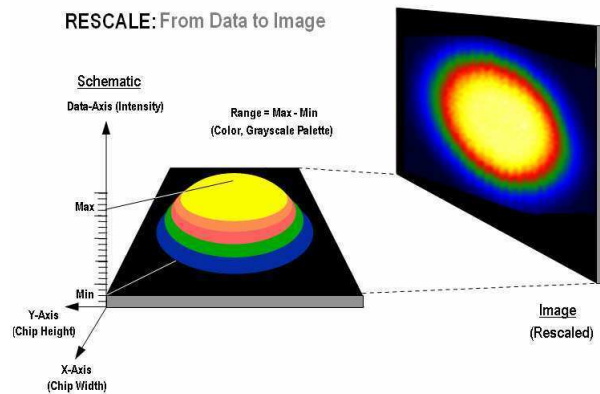 RESCALE: From Data to Image
Schematic
Data-Axis (Intensity)
Range = Max - Min
(Color, Grayscale Palette)
Max
Min
Y-Axis
(Chip Height)
X-Axis
(Chip Width)
Image
(Rescaled)